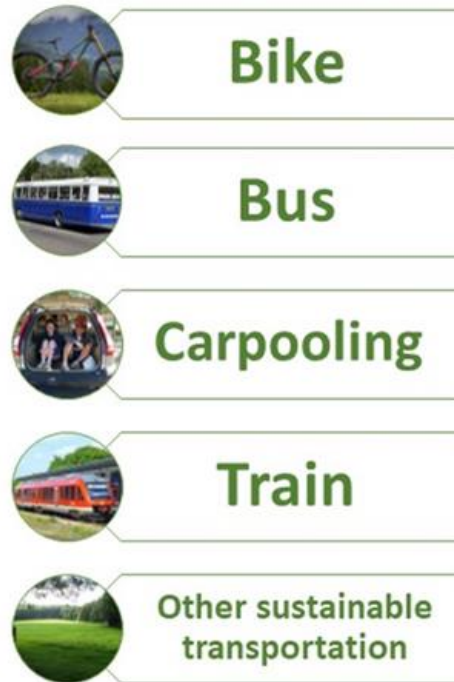 Bike
Bus
Carpooling
Train
Other sustainable
transportation